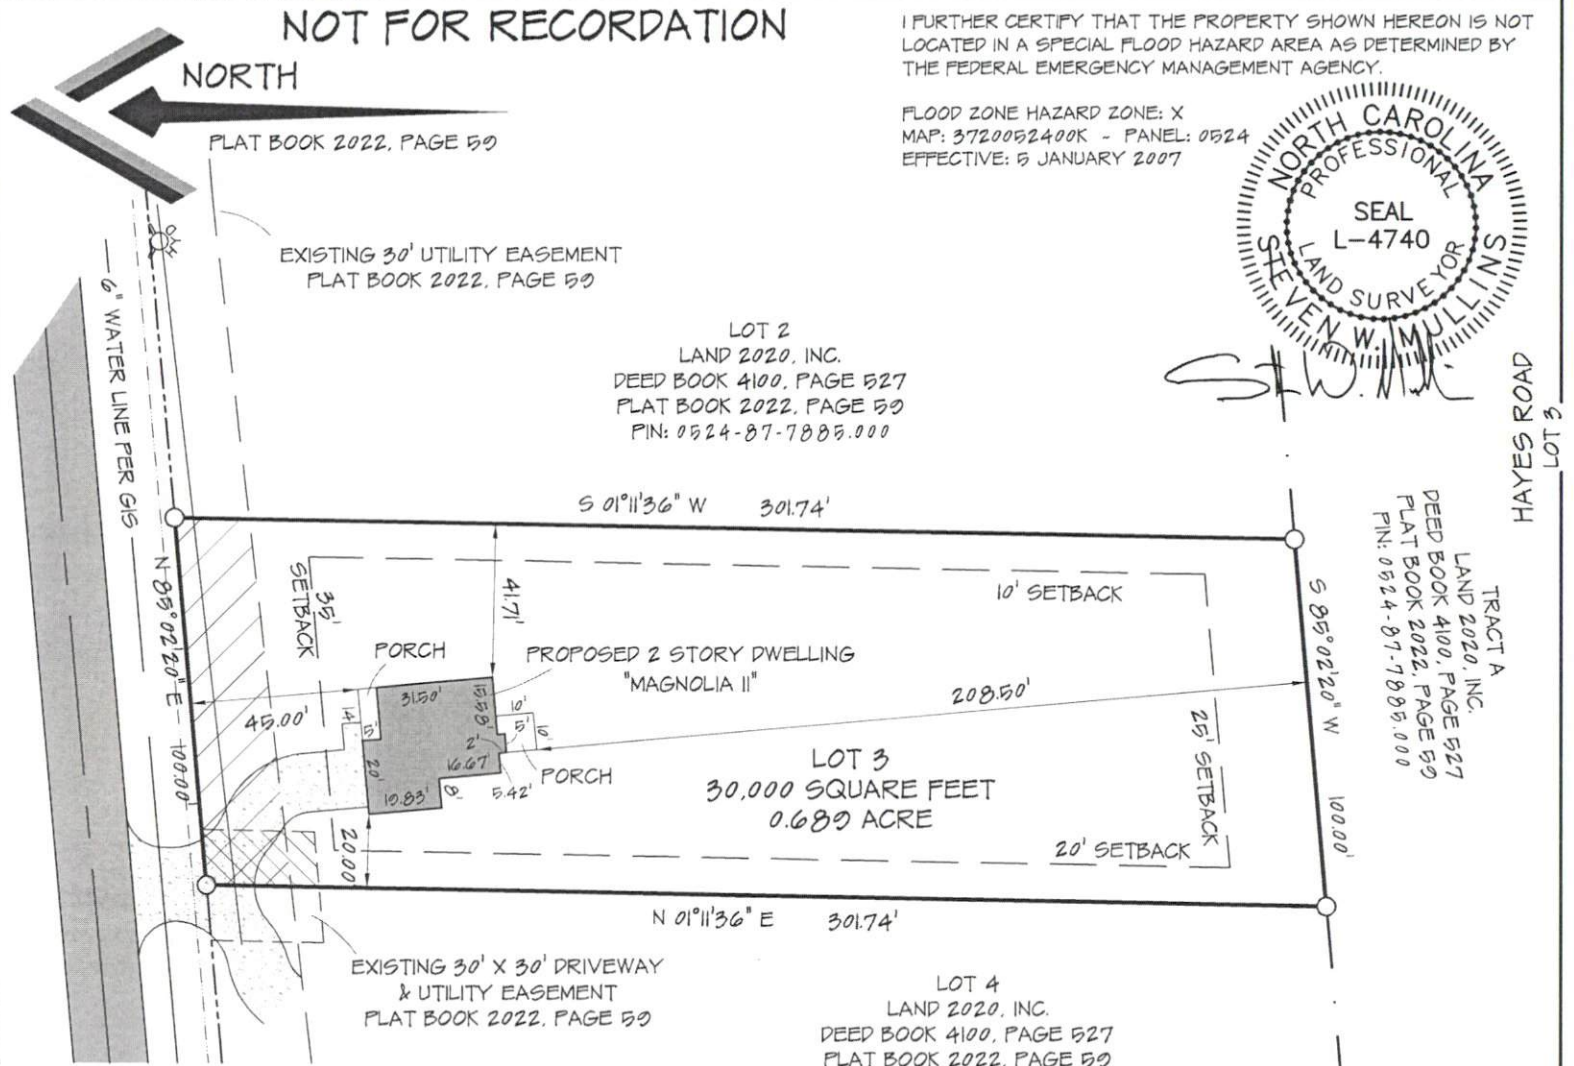 NOT FOR RECORDATION
NORTH
PLAT BOOK 2022, PAGE 59
I FURTHER CERTIFY THAT THE PROPERTY SHOWN HEREON IS NOT
LOCATED IN A SPECIAL FLOOD HAZARD AREA AS DETERMINED BY
THE FEDERAL EMERGENCY MANAGEMENT AGENCY.
FLOOD ZONE HAZARD ZONE: X
MAP: 3720052400K - PANEL: 0524
EFFECTIVE: 5 JANUARY 2007
NORTH CAROLINA
PROFESSIONAL
SEAL
L-4740
LAND SURVEYOR
STEVEN W. MULLINS
EXISTING 30' UTILITY EASEMENT
PLAT BOOK 2022, PAGE 59
6" WATER LINE PER GIS
LOT 2
LAND 2020, INC.
DEED BOOK 4100, PAGE 527
PLAT BOOK 2022, PAGE 59
PIN: 0524-87-7885.000
HAYES ROAD
LOT 3
S 01°11'36" W 301.74'
N 85°02'20" E 100.00'
35'
SETBACK
10' SETBACK
41.71'
PORCH
PROPOSED 2 STORY DWELLING
"MAGNOLIA II"
31.50'
15.58'
10'
5'
10'
2'
16.67'
5.42'
PORCH
8'
19.83'
20'
5'
14'
45.00'
208.50'
20.00'
LOT 3
30,000 SQUARE FEET
0.689 ACRE
25' SETBACK
20' SETBACK
S 85°02'20" W 100.00'
TRACT A
LAND 2020, INC.
DEED BOOK 4100, PAGE 527
PLAT BOOK 2022, PAGE 59
PIN: 0524-87-7885.000
N 01°11'36" E 301.74'
EXISTING 30' X 30' DRIVEWAY
& UTILITY EASEMENT
PLAT BOOK 2022, PAGE 59
LOT 4
LAND 2020, INC.
DEED BOOK 4100, PAGE 527
PLAT BOOK 2022, PAGE 59